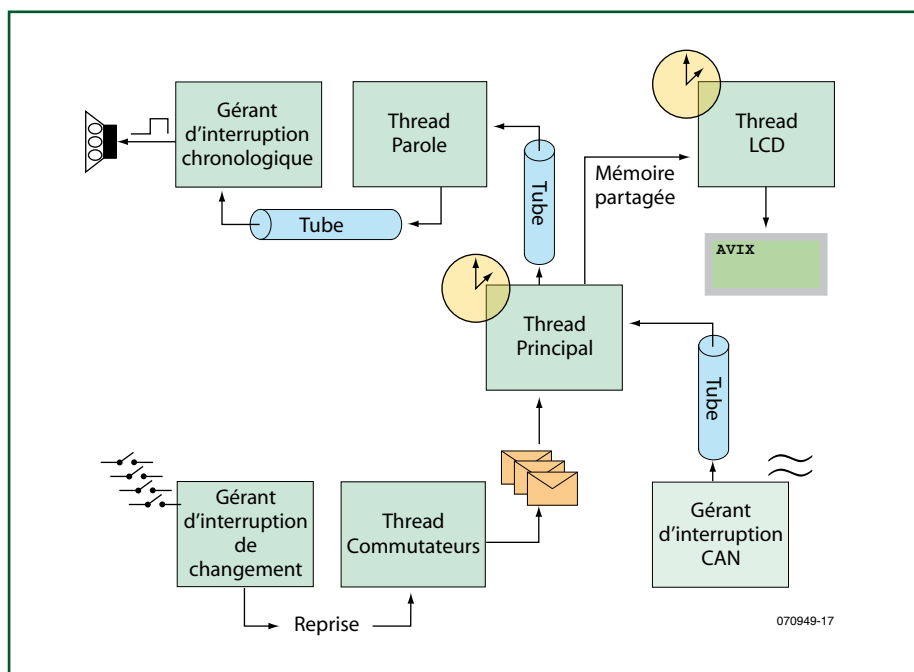 Gérant
d'interruption
chronologique
Thread
Parole
Thread
LCD
Tube
Tube
Mémoire
partagée
AVIX
Thread
Principal
Tube
Gérant
d'interruption
de
changement
Thread
Commutateurs
Gérant
d'interruption
CAN
Reprise
070949-17